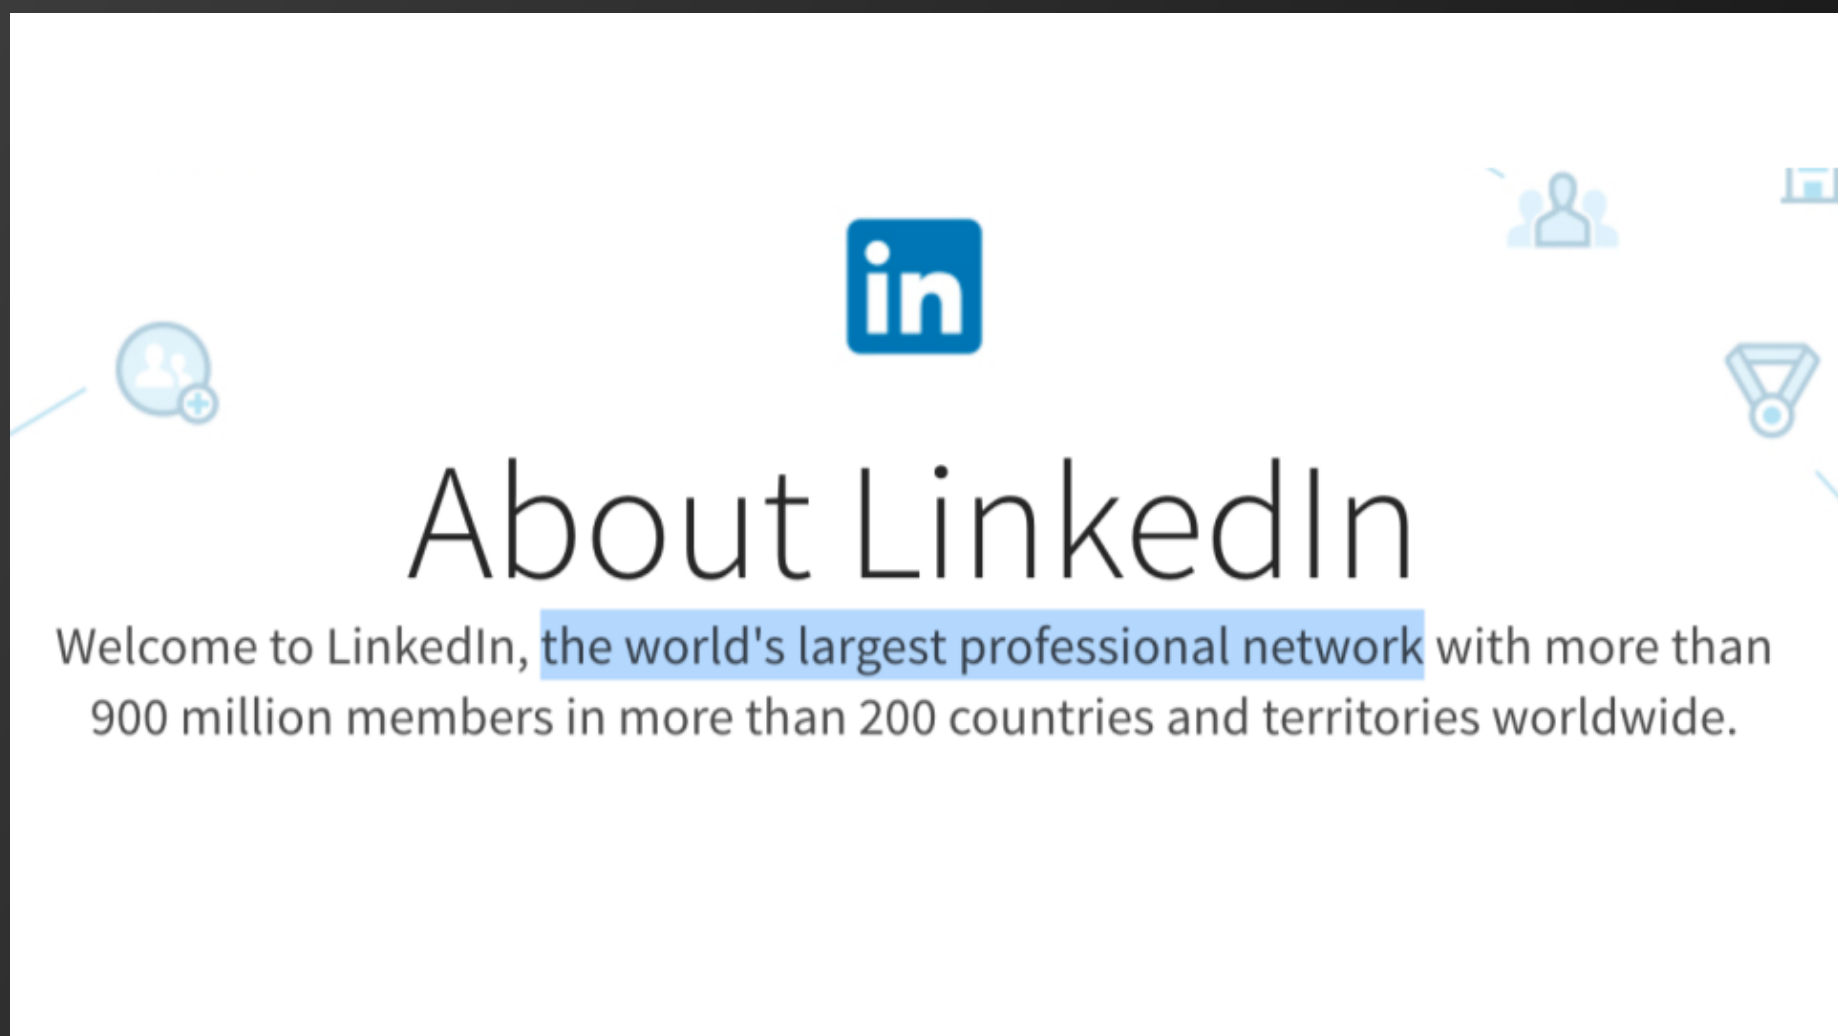 in
About LinkedIn
Welcome to LinkedIn, the world's largest professional network with more than
900 million members in more than 200 countries and territories worldwide.